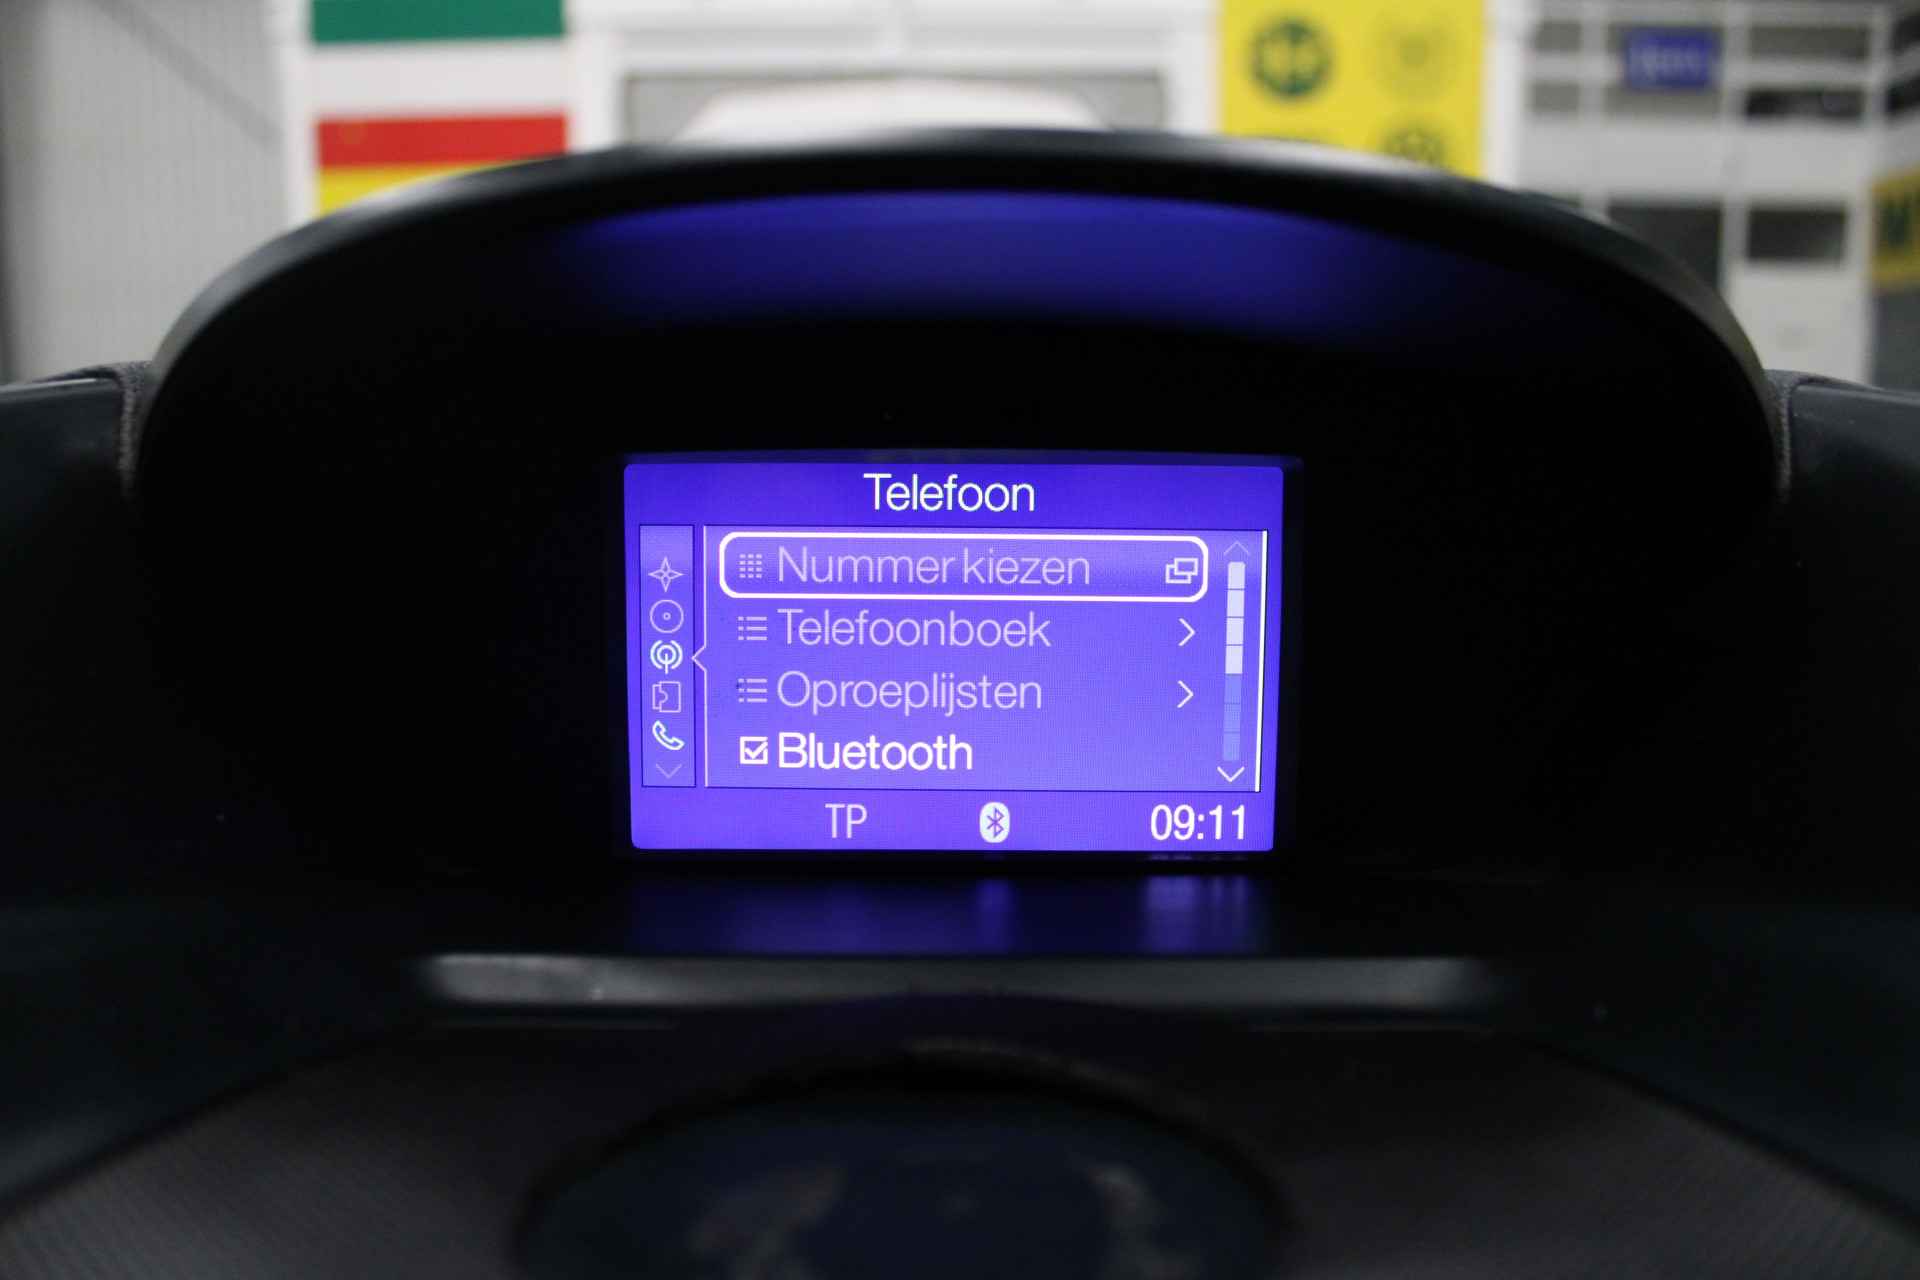 Telefoon
Nummer kiezen
Telefoonboek
Oproeplijsten
Bluetooth
TP 09:11